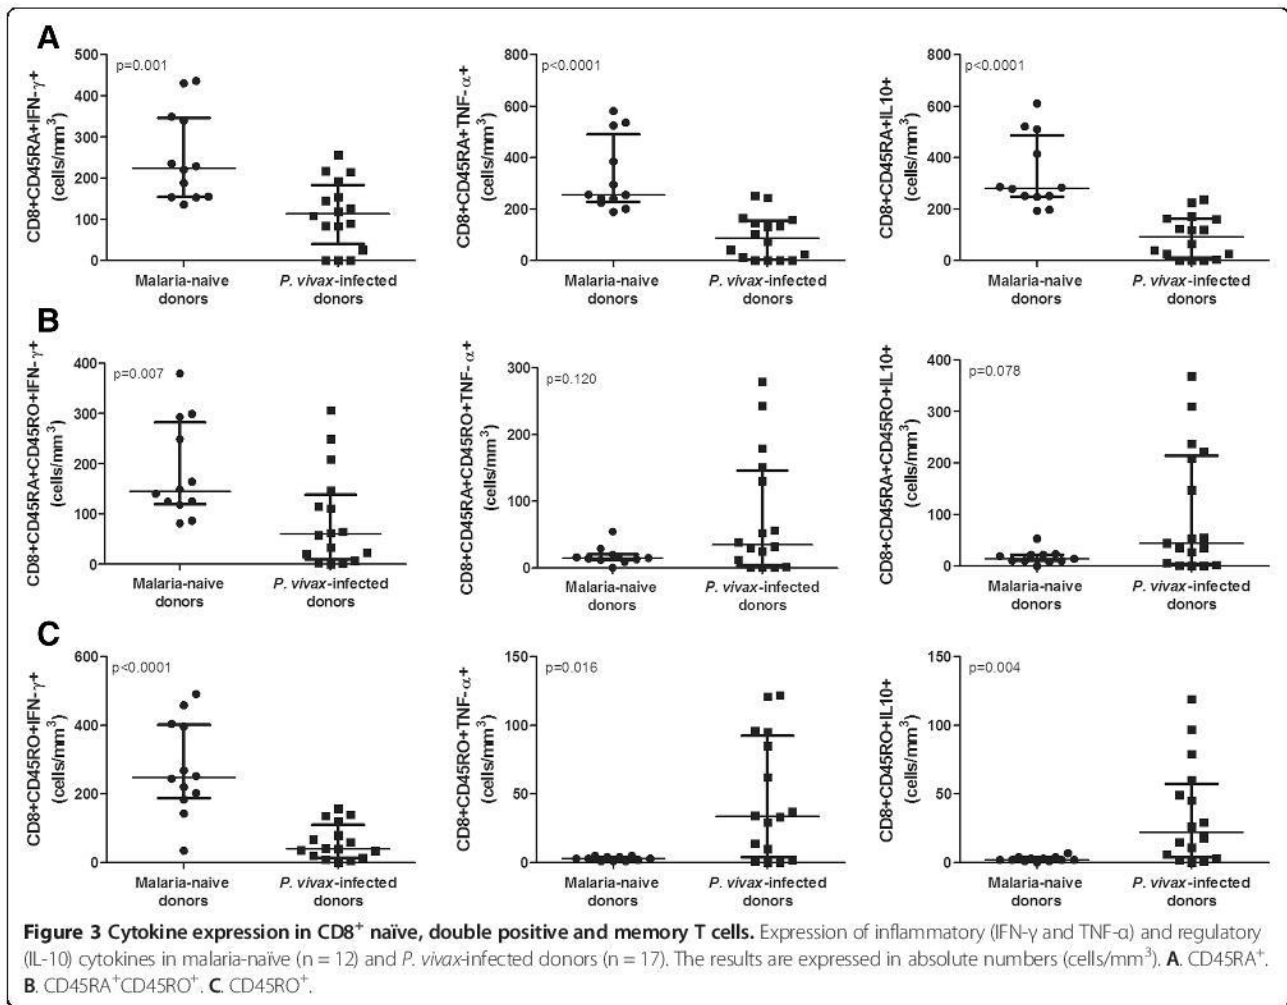 A
CD8+CD45RA+IFN-γ+
(cells/mm³)
500
400
300
200
100
0
p=0.001
Malaria-naive
donors
P. vivax-infected
donors
CD8+CD45RA+TNF-α+
(cells/mm³)
800
600
400
200
0
p<0.0001
Malaria-naive
donors
P. vivax-infected
donors
CD8+CD45RA+IL10+
(cells/mm³)
800
600
400
200
0
p<0.0001
Malaria-naive
donors
P. vivax-infected
donors
B
CD8+CD45RA+CD45RO+IFN-γ+
(cells/mm³)
400
300
200
100
0
p=0.007
Malaria-naive
donors
P. vivax-infected
donors
CD8+CD45RA+CD45RO+TNF-α+
(cells/mm³)
300
200
100
0
p=0.120
Malaria-naive
donors
P. vivax-infected
donors
CD8+CD45RA+CD45RO+IL10+
(cells/mm³)
400
300
200
100
0
p=0.078
Malaria-naive
donors
P. vivax-infected
donors
C
CD8+CD45RO+IFN-γ+
(cells/mm³)
600
400
200
0
p<0.0001
Malaria-naive
donors
P. vivax-infected
donors
CD8+CD45RO+TNF-α+
(cells/mm³)
150
100
50
0
p=0.016
Malaria-naive
donors
P. vivax-infected
donors
CD8+CD45RO+IL10+
(cells/mm³)
150
100
50
0
p=0.004
Malaria-naive
donors
P. vivax-infected
donors
Figure 3 Cytokine expression in CD8⁺ naïve, double positive and memory T cells. Expression of inflammatory (IFN-γ and TNF-α) and regulatory
(IL-10) cytokines in malaria-naïve (n = 12) and P. vivax-infected donors (n = 17). The results are expressed in absolute numbers (cells/mm³). A. CD45RA⁺.
B. CD45RA⁺CD45RO⁺. C. CD45RO⁺.